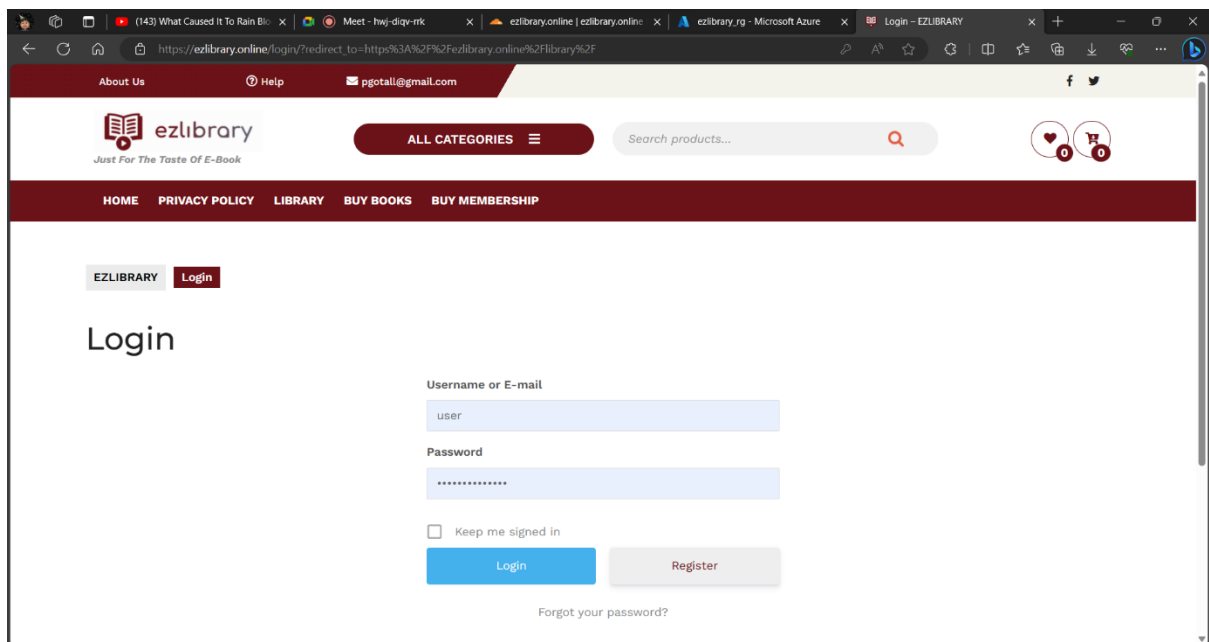 (143) What Caused It To Rain Blo
Meet - hwj-diqv-rrk
ezlibrary.online | ezlibrary.online
ezlibrary_rg - Microsoft Azure
Login – EZLIBRARY
https://ezlibrary.online/login/?redirect_to=https%3A%2F%2Fezlibrary.online%2Flibrary%2F
About Us
Help
pgotall@gmail.com
ezlibrary
Just For The Taste Of E-Book
ALL CATEGORIES
Search products...
0
0
HOME PRIVACY POLICY LIBRARY BUY BOOKS BUY MEMBERSHIP
EZLIBRARY Login
Login
Username or E-mail
user
Password
Keep me signed in
Login Register
Forgot your password?